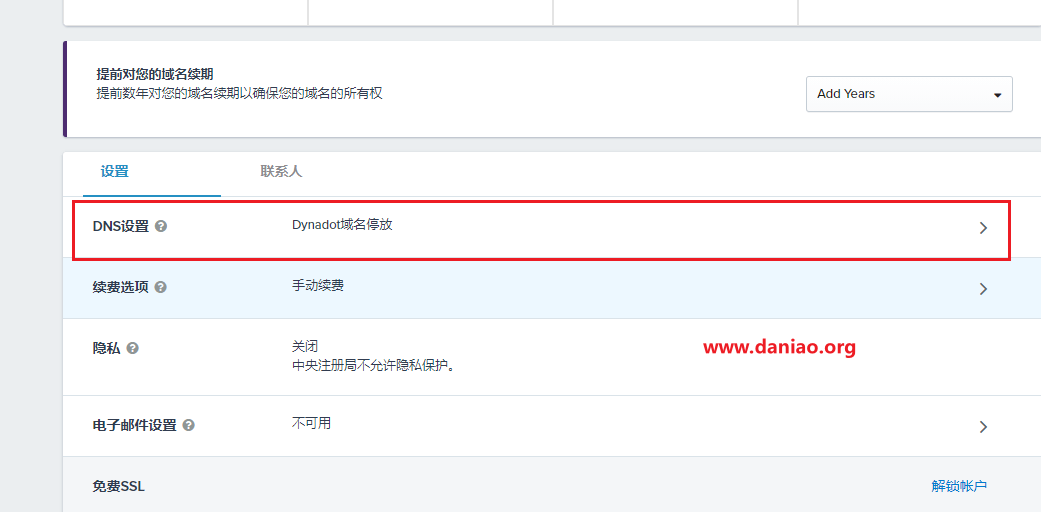 提前对您的域名续期
提前数年对您的域名续期以确保您的域名的所有权
Add Years
设置
联系人
DNS设置 ?
Dynadot域名停放
续费选项 ?
手动续费
隐私 ?
关闭
中央注册局不允许隐私保护。
www.daniao.org
电子邮件设置 ?
不可用
免费SSL
解锁帐户